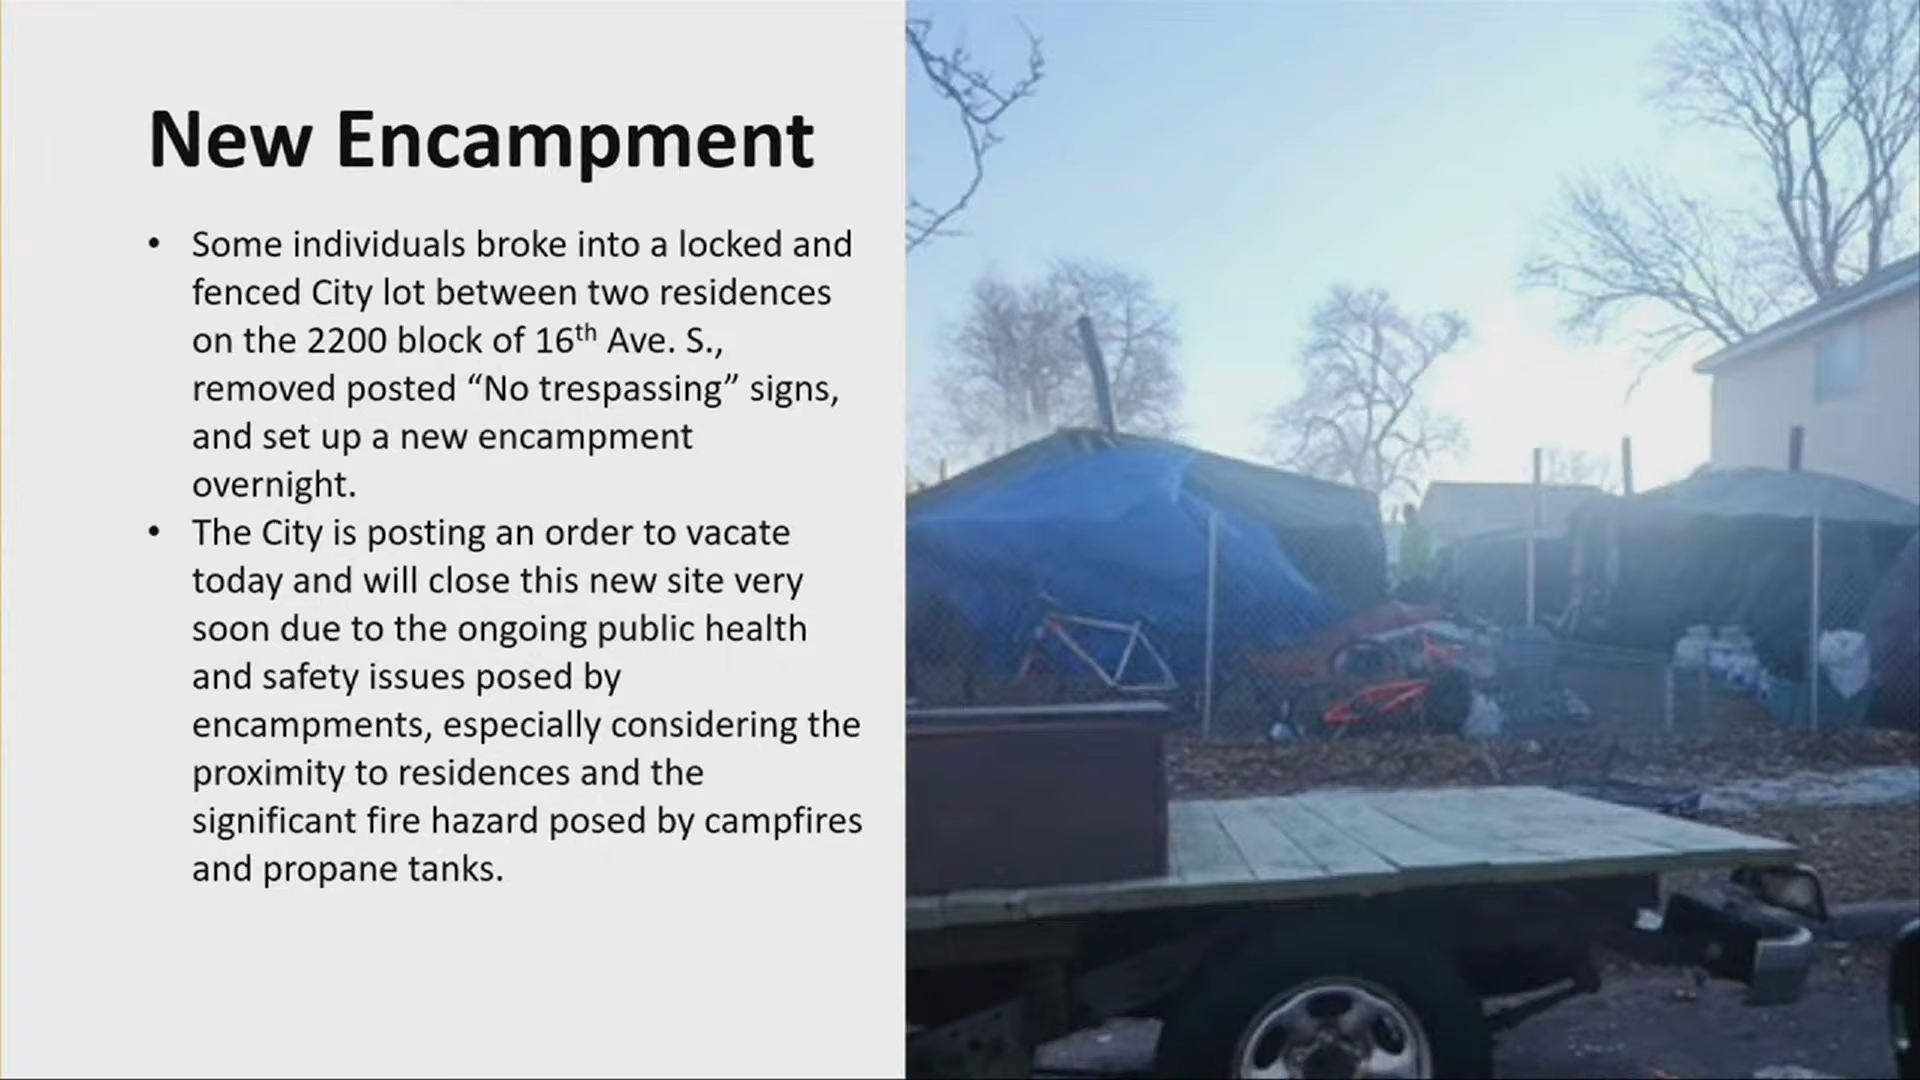 New Encampment
• Some individuals broke into a locked and
fenced City lot between two residences
on the 2200 block of 16th Ave. S.,
removed posted “No trespassing” signs,
and set up a new encampment
overnight.
• The City is posting an order to vacate
today and will close this new site very
soon due to the ongoing public health
and safety issues posed by
encampments, especially considering the
proximity to residences and the
significant fire hazard posed by campfires
and propane tanks.